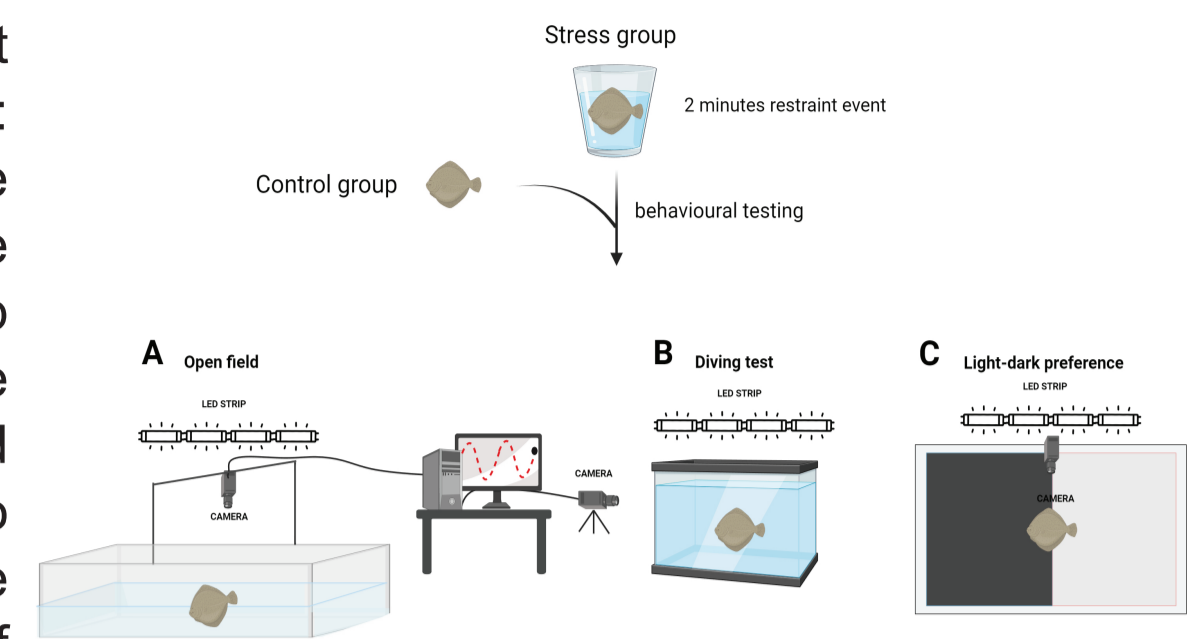 Stress group
2 minutes restraint event
Control group
behavioural testing
A Open field
LED STRIP
CAMERA
CAMERA
B Diving test
LED STRIP
C Light-dark preference
LED STRIP
CAMERA